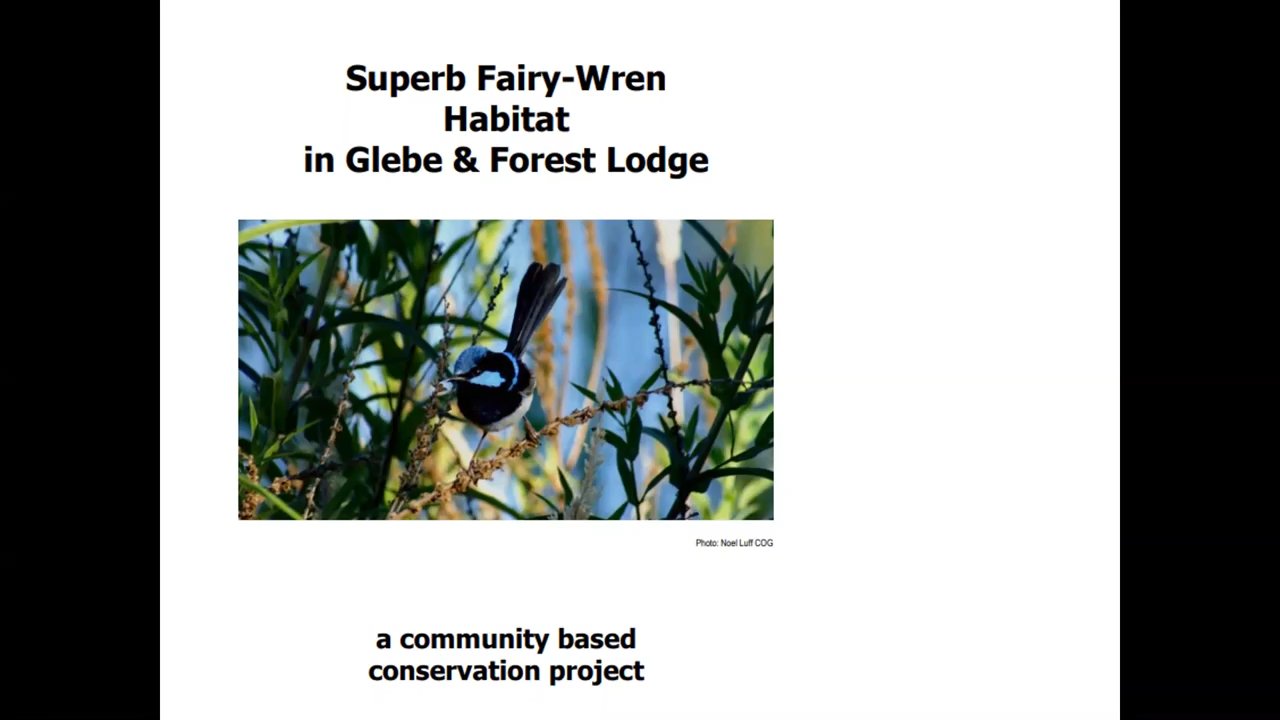 Superb Fairy-Wren
Habitat
in Glebe & Forest Lodge
Photo: Noel Luff COG
a community based
conservation project